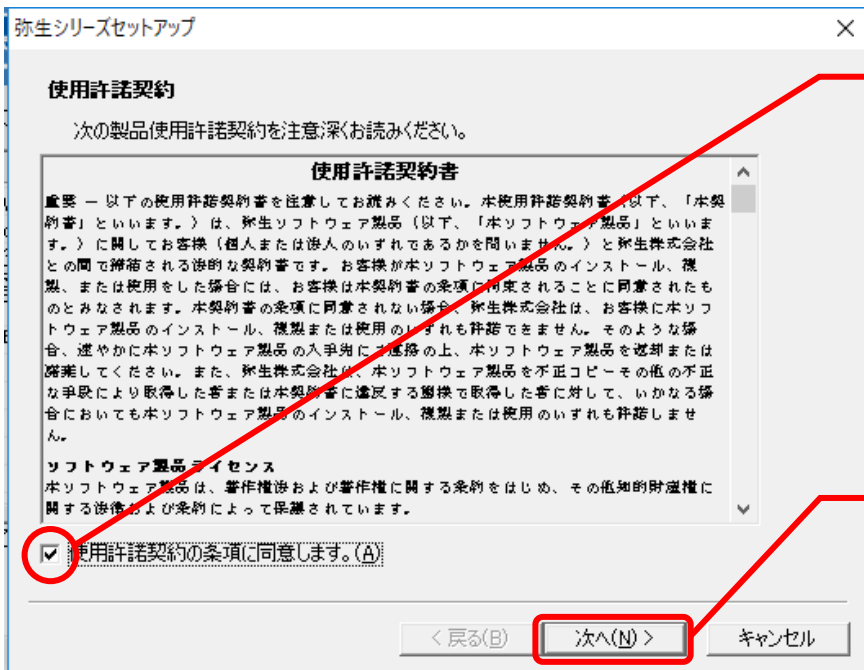 弥生シリーズセットアップ
使用許諾契約
次の製品使用許諾契約を注意深くお読みください。
使用許諾契約書
重要 ― 以下の使用許諾契約書を注意してお読みください。本使用許諾契約書（以下、「本契
約書」といいます。）は、弥生ソフトウェア製品（以下、「本ソフトウェア製品」といいま
す。）に関してお客様（個人または法人のいずれであるかを問いません。）と弥生株式会社
との間で締結される法的な契約書です。お客様が本ソフトウェア製品のインストール、複
製、または使用をした場合には、お客様は本契約書の条項に拘束されることに同意されたも
のとみなされます。本契約書の条項に同意されない場合、弥生株式会社は、お客様に本ソフ
トウェア製品のインストール、複製または使用のいずれも許諾できません。そのような場
合、速やかに本ソフトウェア製品の入手先にご連絡の上、本ソフトウェア製品を返却または
廃棄してください。また、弥生株式会社は、本ソフトウェア製品を不正コピーその他の不正
な手段により取得した者または本契約書に違反する態様で取得した者に対して、いかなる場
合においても本ソフトウェア製品のインストール、複製または使用のいずれも許諾しませ
ん。
ソフトウェア製品ライセンス
本ソフトウェア製品は、著作権法および著作権に関する条約をはじめ、その他知的財産権に
関する法律および条約によって保護されています。
使用許諾契約の条項に同意します。(A)
< 戻る(B) 次へ(N) > キャンセル